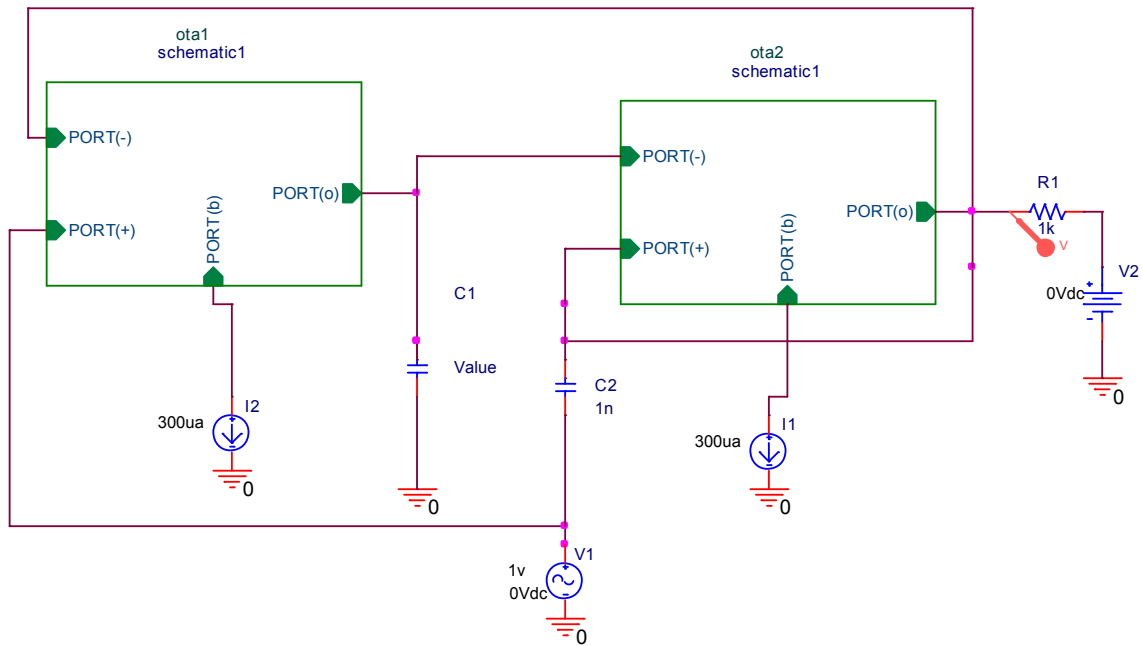 ota1
schematic1
PORT(-)
PORT(+)
PORT(b)
PORT(o)
ota2
schematic1
PORT(-)
PORT(+)
PORT(b)
PORT(o)
R1
1k
V
V2
0Vdc
+
-
0
C1
Value
0
C2
1n
I2
300ua
+
-
0
I1
300ua
+
-
0
V1
1v
0Vdc
+
-
0